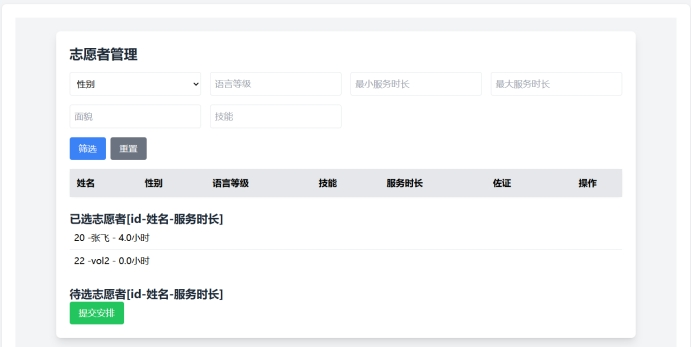 志愿者管理
性别 语言等级 最小服务时长 最大服务时长
面貌 技能
筛选 重置
姓名 性别 语言等级 技能 服务时长 佐证 操作
已选志愿者[id-姓名-服务时长]
20 -张飞 - 4.0小时
22 -vol2 - 0.0小时
待选志愿者[id-姓名-服务时长]
提交安排